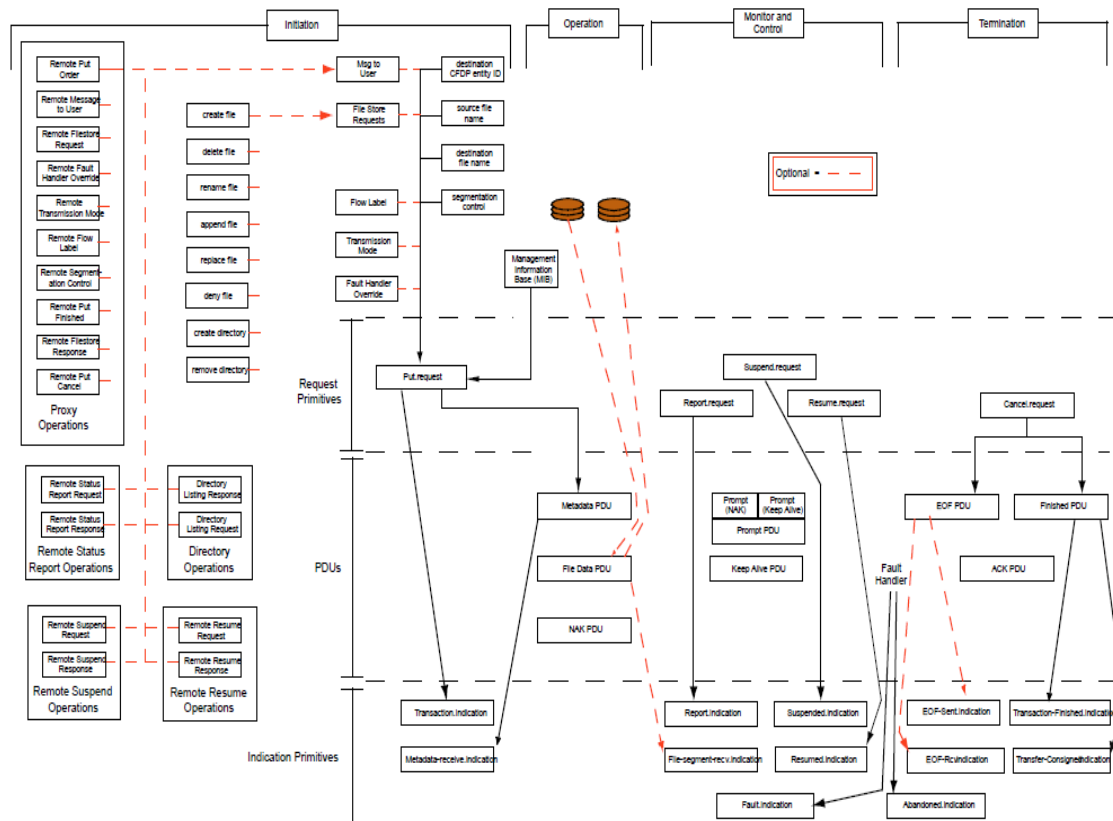 Initiation
Operation
Monitor and
Control
Termination
Remote Put
Order
Remote Message
to User
Remote Filestore
Request
Remote Fault
Handler Override
Remote
Transmission Mode
Remote Flow
Label
Remote Segment-
ation Control
Remote Put
Finished
Remote Filestore
Response
Remote Put
Cancel
Proxy
Operations
create file
delete file
rename file
append file
replace file
deny file
create directory
remove directory
Msg to
User
File Store
Requests
Flow Label
Transmission
Mode
Fault Handler
Override
destination
CFDP entity ID
source file
name
destination
file name
segmentation
control
Management
Information
Base (MIB)
Optional =
Request
Primitives
Put.request
Suspend.request
Report.request
Resume.request
Cancel.request
Remote Status
Report Request
Remote Status
Report Response
Remote Status
Report Operations
Directory
Listing Response
Directory
Listing Request
Directory
Operations
PDUs
Metadata PDU
File Data PDU
NAK PDU
Prompt
(NAK)
Prompt
(Keep Alive)
Prompt PDU
Keep Alive PDU
EOF PDU
Finished PDU
Fault
Handler
ACK PDU
Remote Suspend
Request
Remote Suspend
Response
Remote Suspend
Operations
Remote Resume
Request
Remote Resume
Response
Remote Resume
Operations
Indication Primitives
Transaction.indication
Metadata-receive.indication
Report.indication
File-segment-recv.indication
Suspended.indication
Resumed.indication
EOF-Sent.indication
EOF-Rcv.indication
Transaction-Finished.indication
Transfer-Consigned.indication
Fault.indication
Abandoned.indication